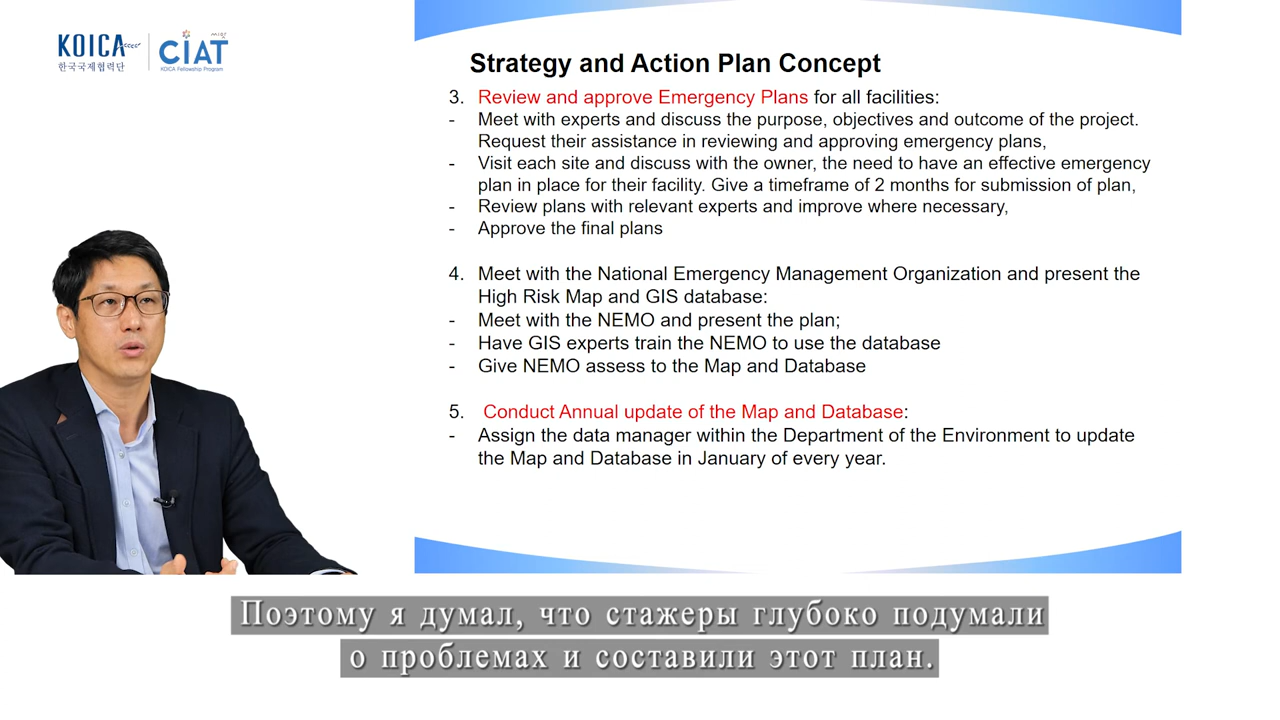 KOICA
한국국제협력단
CIAT
KOICA Fellowship Program
Strategy and Action Plan Concept
3. Review and approve Emergency Plans for all facilities:
- Meet with experts and discuss the purpose, objectives and outcome of the project.
Request their assistance in reviewing and approving emergency plans,
- Visit each site and discuss with the owner, the need to have an effective emergency
plan in place for their facility. Give a timeframe of 2 months for submission of plan,
- Review plans with relevant experts and improve where necessary,
- Approve the final plans
4. Meet with the National Emergency Management Organization and present the
High Risk Map and GIS database:
- Meet with the NEMO and present the plan;
- Have GIS experts train the NEMO to use the database
- Give NEMO assess to the Map and Database
5. Conduct Annual update of the Map and Database:
- Assign the data manager within the Department of the Environment to update
the Map and Database in January of every year.
Поэтому я думал, что стажеры глубоко подумали
о проблемах и составили этот план.